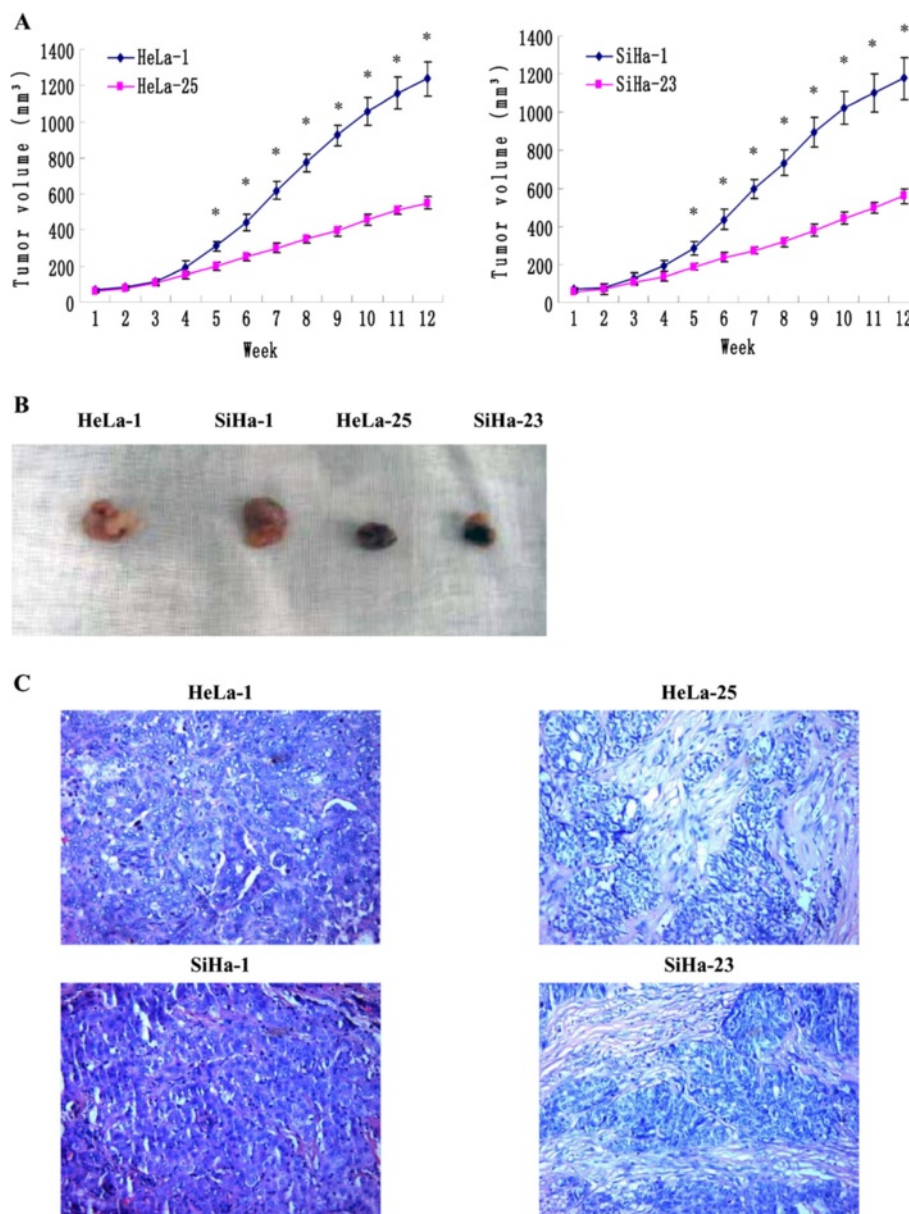 A
1400
1200
1000
800
600
400
200
0
Tumor volume (mm³)
HeLa-1
HeLa-25
* * * * * * * *
1 2 3 4 5 6 7 8 9 10 11 12
Week
1400
1200
1000
800
600
400
200
0
Tumor volume (mm³)
SiHa-1
SiHa-23
* * * * * * * *
1 2 3 4 5 6 7 8 9 10 11 12
Week
B
HeLa-1 SiHa-1 HeLa-25 SiHa-23
C
HeLa-1 HeLa-25
SiHa-1 SiHa-23